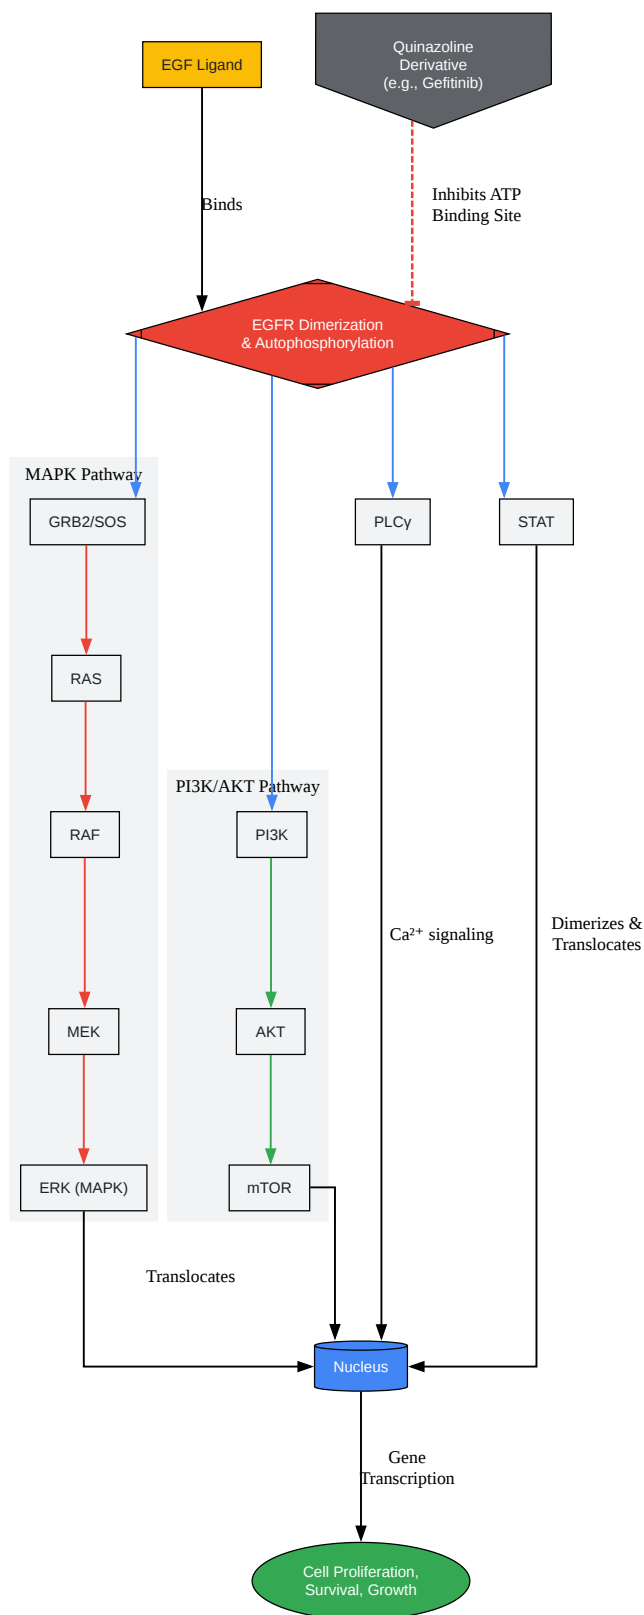 EGF Ligand
Quinazoline
Derivative
(e.g., Gefitinib)
Binds
Inhibits ATP
Binding Site
EGFR Dimerization
& Autophosphorylation
MAPK Pathway
GRB2/SOS
PLCγ
STAT
RAS
PI3K/AKT Pathway
RAF
PI3K
Ca²⁺ signaling
Dimerizes &
Translocates
MEK
AKT
ERK (MAPK)
mTOR
Translocates
Nucleus
Gene
Transcription
Cell Proliferation,
Survival, Growth